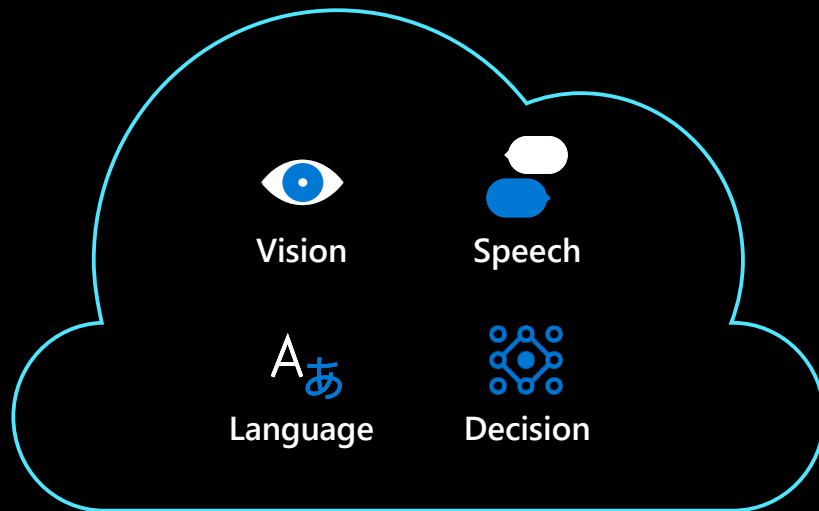 Vision
Speech
A あ
Language
Decision